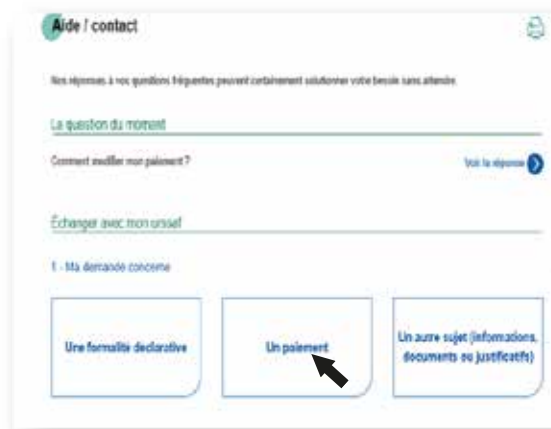 Aide / contact
Nos réponses à vos questions fréquentes peuvent certainement solutionner votre besoin sans attendre.
La question du moment
Comment modifier mon paiement ?
Voir la réponse
Échanger avec mon urssaf
1 - Ma demande concerne
Une formalité déclarative
Un paiement
Un autre sujet (informations,
documents ou justificatifs)